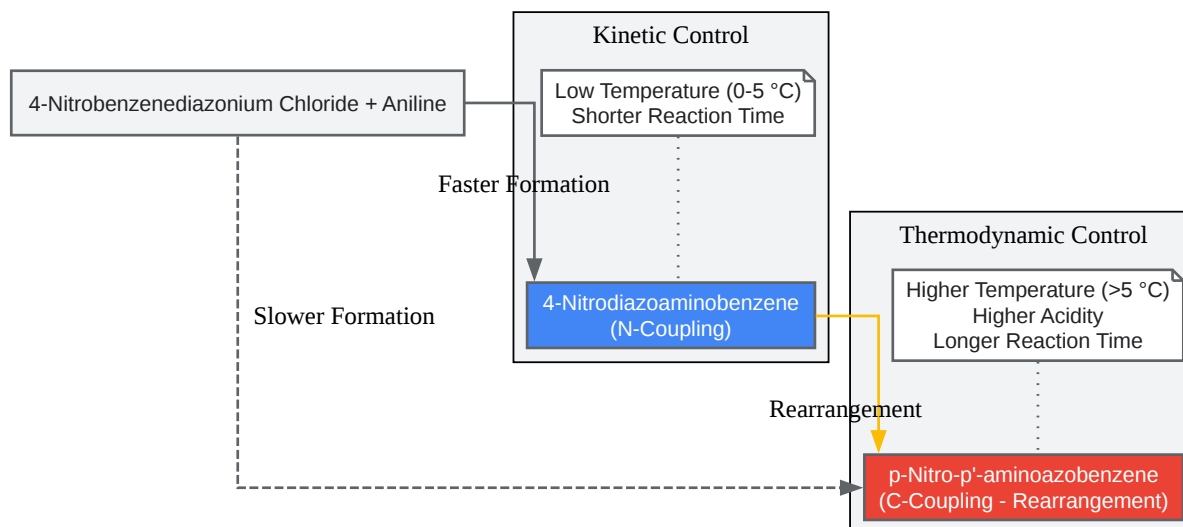 Kinetic Control
4-Nitrobenzenediazonium Chloride + Aniline
Low Temperature (0-5 °C)
Shorter Reaction Time
Faster Formation
Thermodynamic Control
4-Nitrodiazoaminobenzene
(N-Coupling)
Slower Formation
Higher Temperature (>5 °C)
Higher Acidity
Longer Reaction Time
Rearrangement
p-Nitro-p'-aminoazobenzene
(C-Coupling - Rearrangement)